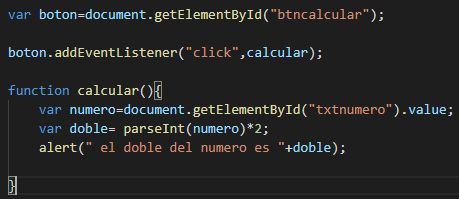 var boton=document.getElementById("btncalcular");
boton.addEventListener("click",calcular);
function calcular(){
var numero=document.getElementById("txtnumero").value;
var doble= parseInt(numero)*2;
alert(" el doble del numero es "+doble);
}